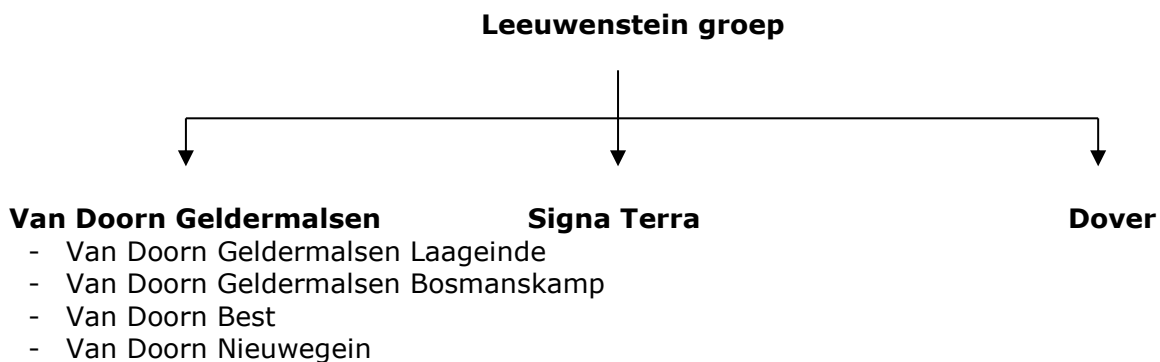 Leeuwenstein groep
Van Doorn Geldermalsen Signa Terra Dover
- Van Doorn Geldermalsen Laageinde
- Van Doorn Geldermalsen Bosmanskamp
- Van Doorn Best
- Van Doorn Nieuwegein